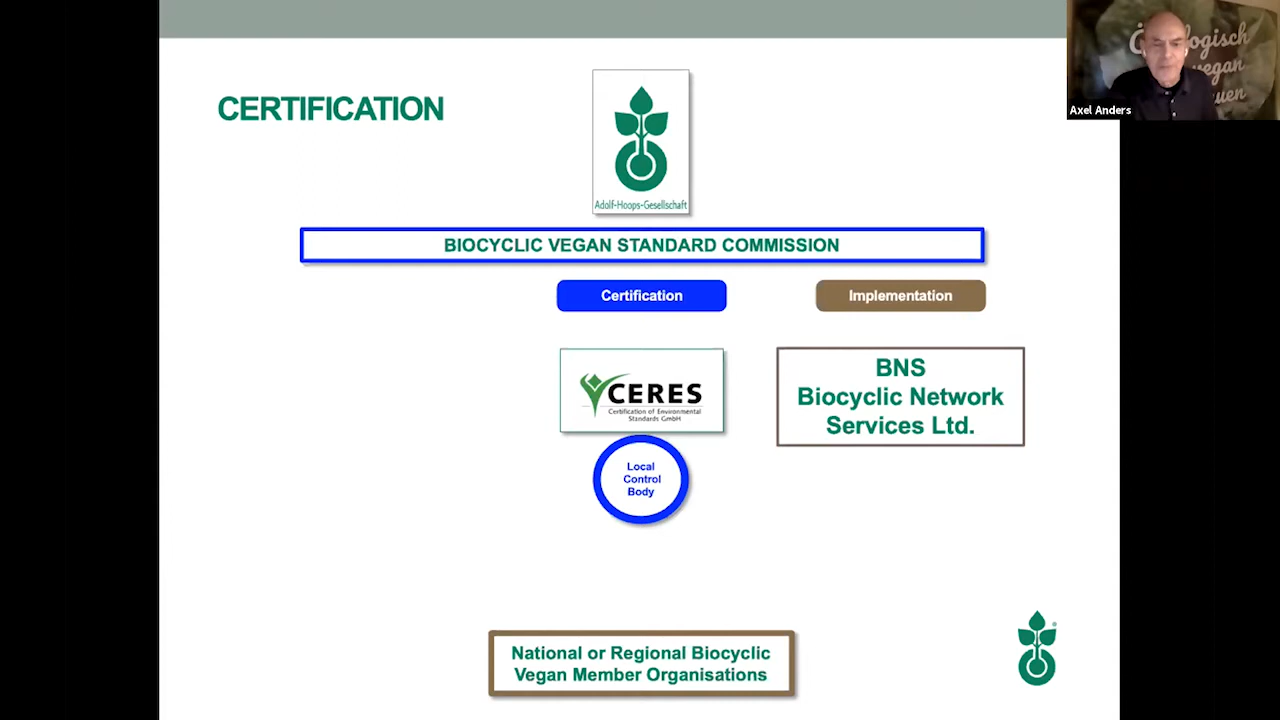 CERTIFICATION
Adolf-Hoops-Gesellschaft
BIOCYCLIC VEGAN STANDARD COMMISSION
Certification
Implementation
CERES
Certification of Environmental
Standards GmbH
BNS
Biocyclic Network
Services Ltd.
Local
Control
Body
National or Regional Biocyclic
Vegan Member Organisations
Axel Anders
vegan